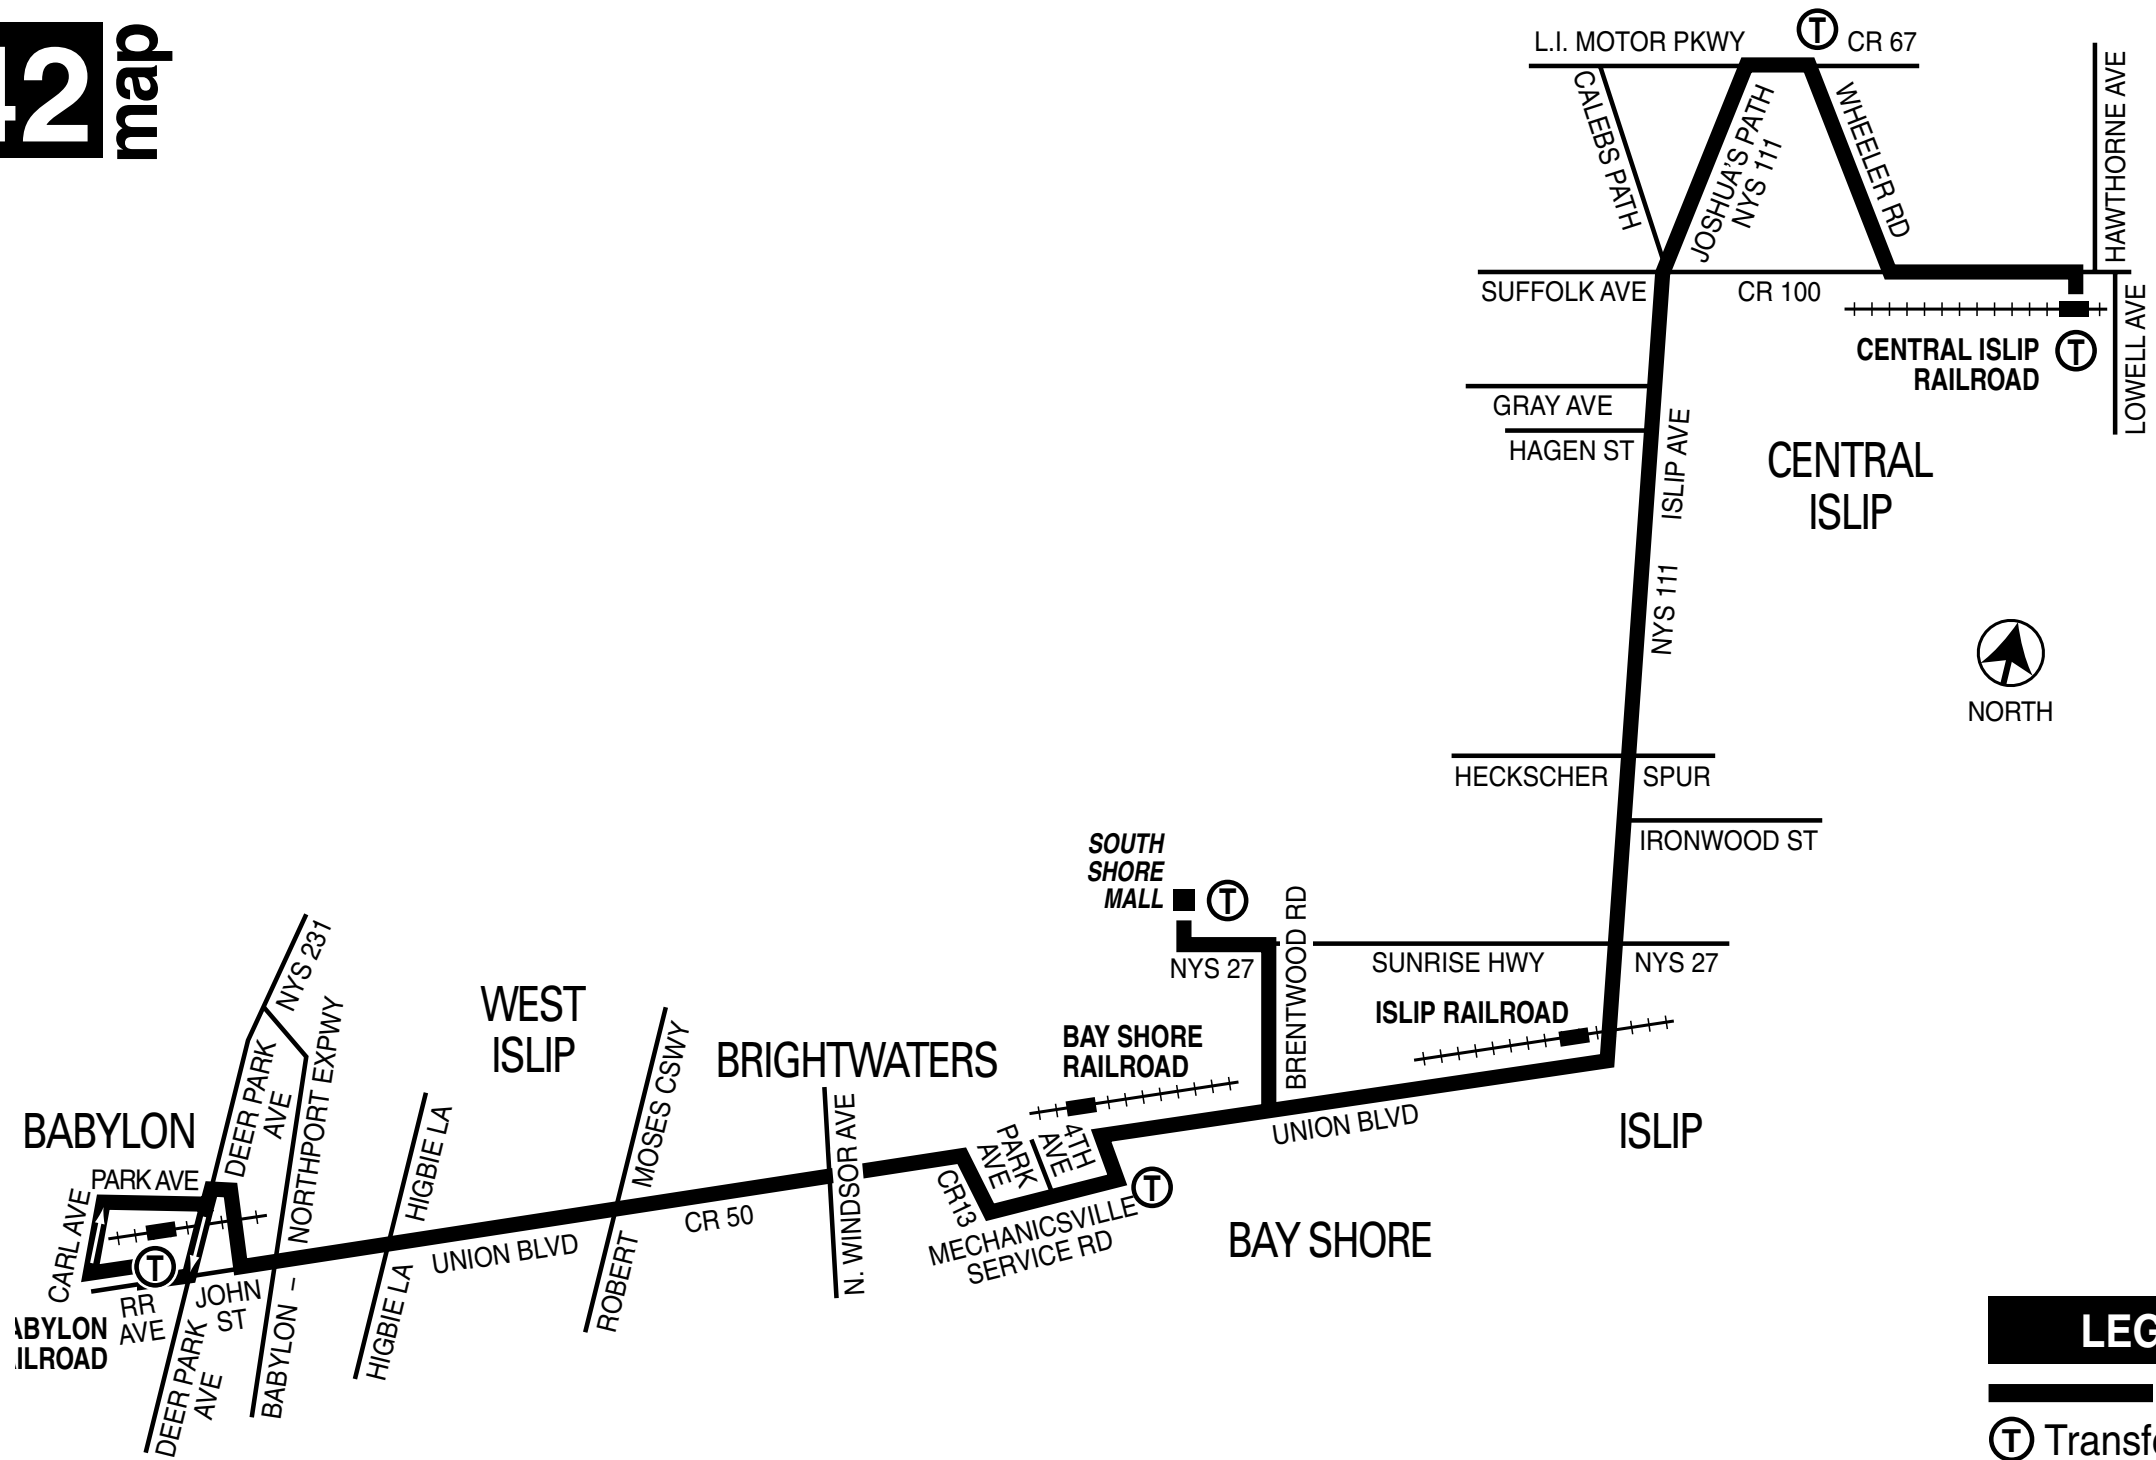 42
map
L.I. MOTOR PKWY
T
CR 67
CALEBS PATH
JOSHUA'S PATH
NYS 111
WHEELER RD
HAWTHORNE AVE
SUFFOLK AVE
CR 100
LOWELL AVE
CENTRAL ISLIP
RAILROAD
T
GRAY AVE
HAGEN ST
ISLIP AVE
NYS 111
CENTRAL
ISLIP
NORTH
HECKSCHER
SPUR
IRONWOOD ST
SOUTH
SHORE
MALL
T
BRENTWOOD RD
NYS 27
SUNRISE HWY
NYS 27
ISLIP RAILROAD
NYS 231
WEST
ISLIP
BRIGHTWATERS
BAY SHORE
RAILROAD
UNION BLVD
ISLIP
BABYLON
PARK AVE
CARL AVE
DEER PARK
AVE
BABYLON – NORTHPORT EXPWY
HIGBIE LA
HIGBIE LA
UNION BLVD
ROBERT
MOSES CSWY
CR 50
N. WINDSOR AVE
CR13
PARK
AVE
4TH
AVE
MECHANICSVILLE
SERVICE RD
T
BAY SHORE
T
RR
AVE
JOHN
ST
ABYLON
ILROAD
DEER PARK
AVE
LEG
T Transf